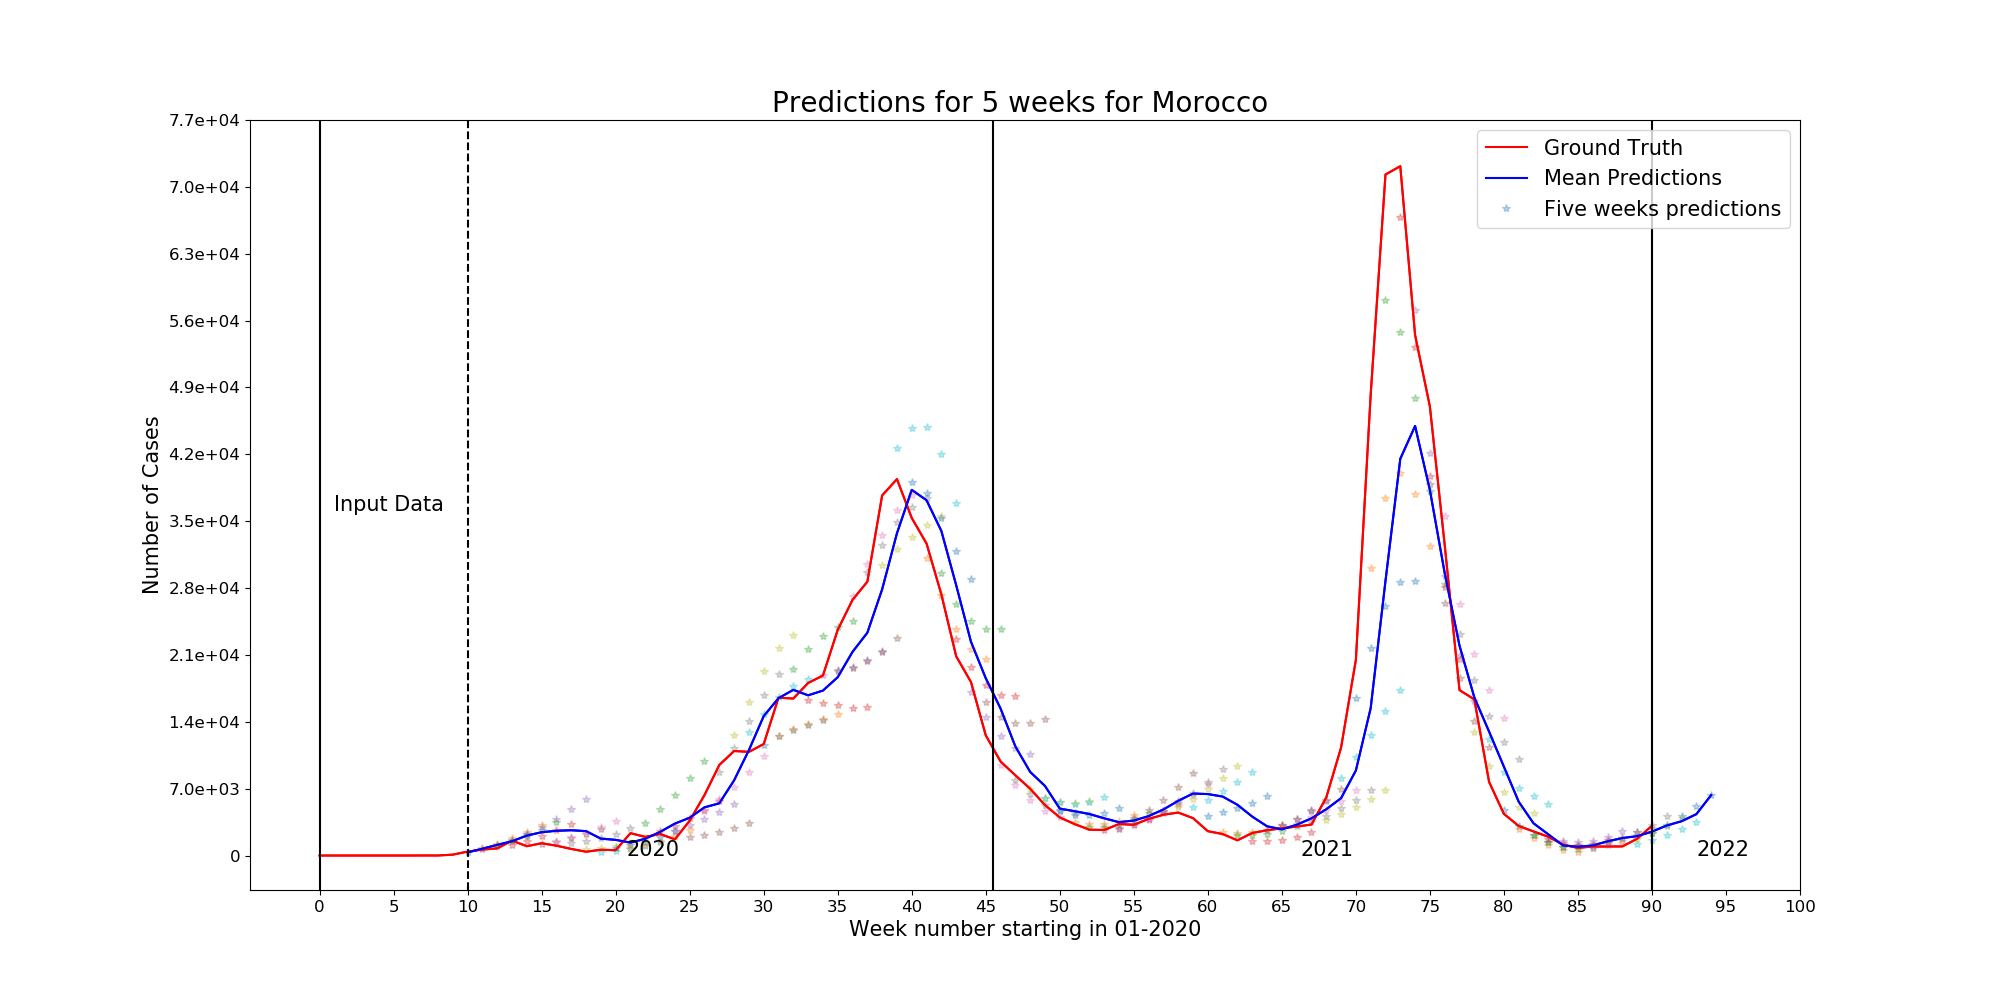 Predictions for 5 weeks for Morocco
7.7e+04
7.0e+04
6.3e+04
5.6e+04
4.9e+04
4.2e+04
3.5e+04
2.8e+04
2.1e+04
1.4e+04
7.0e+03
0
Number of Cases
Ground Truth
Mean Predictions
Five weeks predictions
Input Data
2020
2021
2022
0 5 10 15 20 25 30 35 40 45 50 55 60 65 70 75 80 85 90 95 100
Week number starting in 01-2020